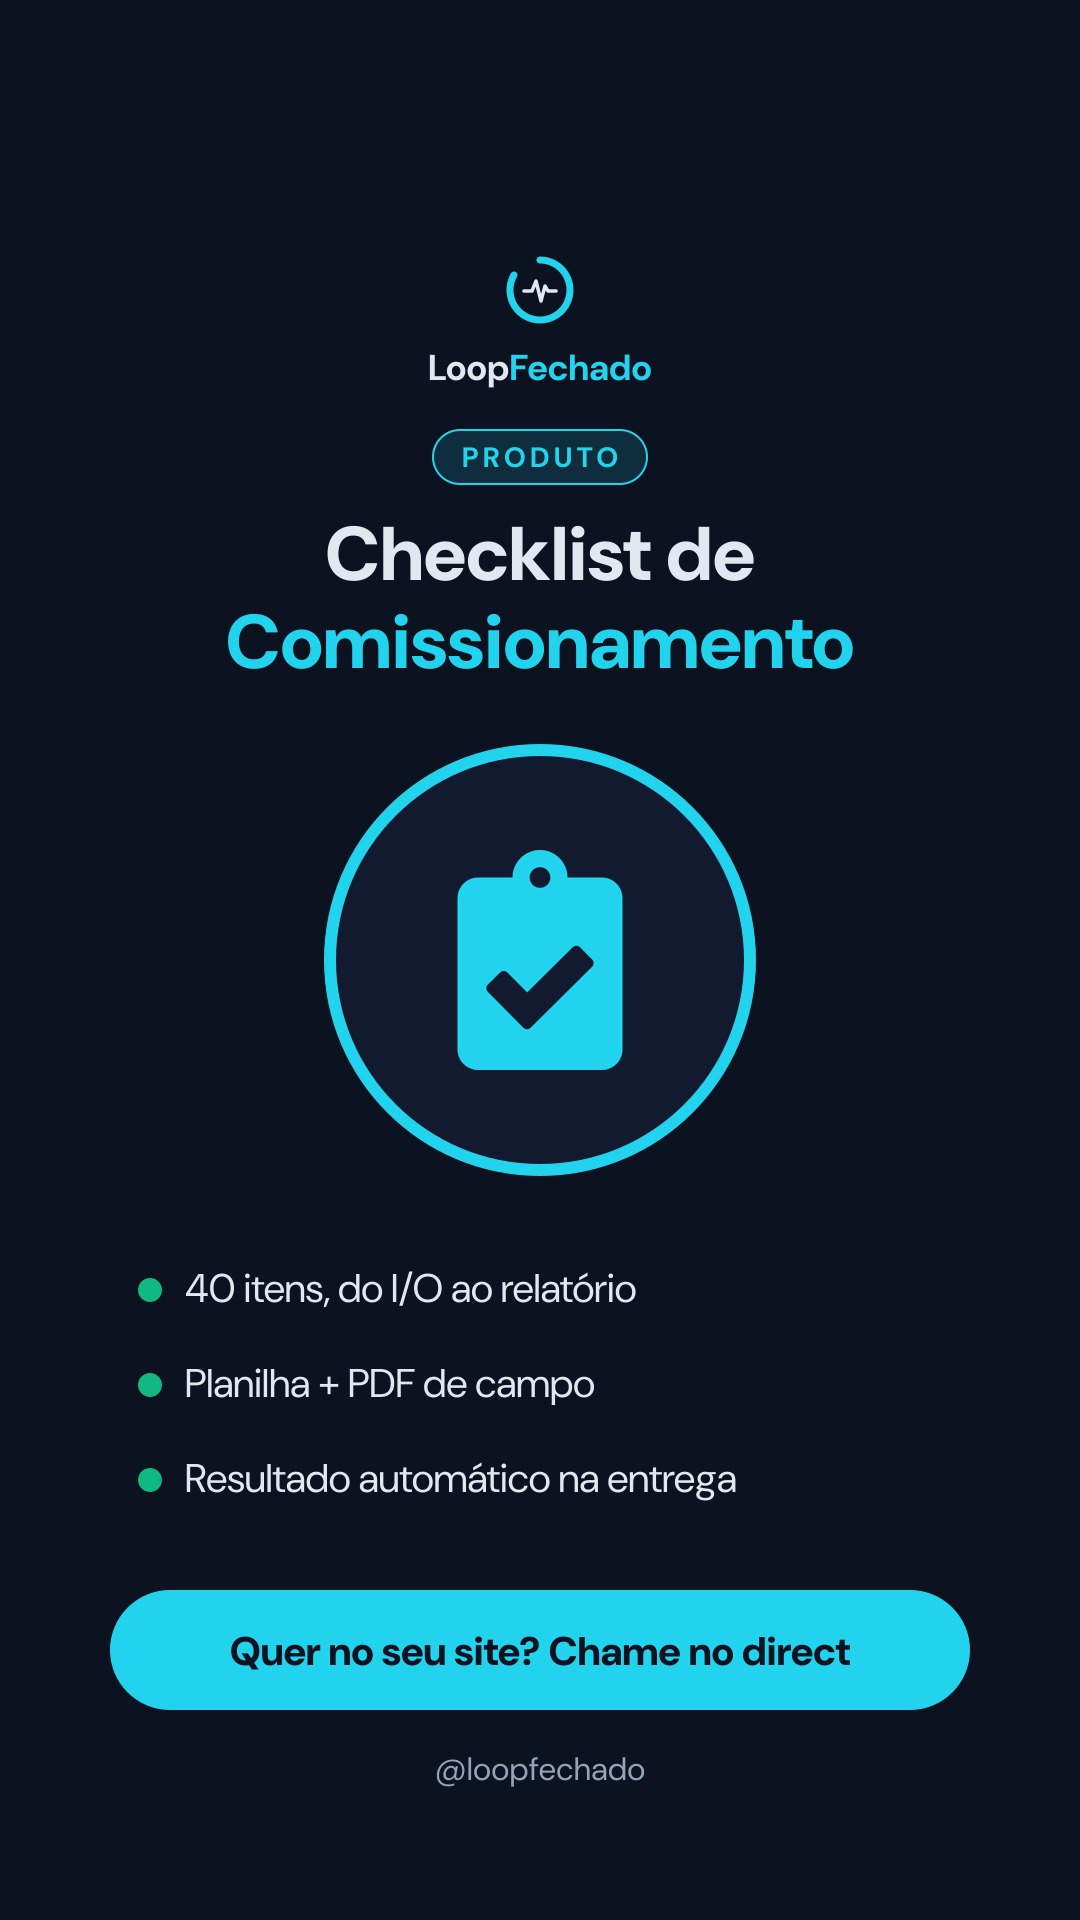 LoopFechado
PRODUTO
Checklist de
Comissionamento
40 itens, do I/O ao relatório
Planilha + PDF de campo
Resultado automático na entrega
Quer no seu site? Chame no direct
@loopfechado